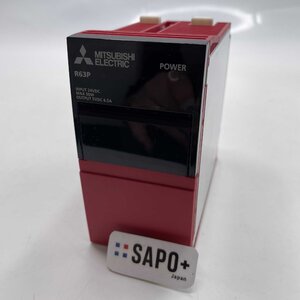 MITSUBISHI
ELECTRIC
POWER
R63P
INPUT 24VDC
MAX 50W
OUTPUT 5VDC 6.5A
SAPO+
Japan